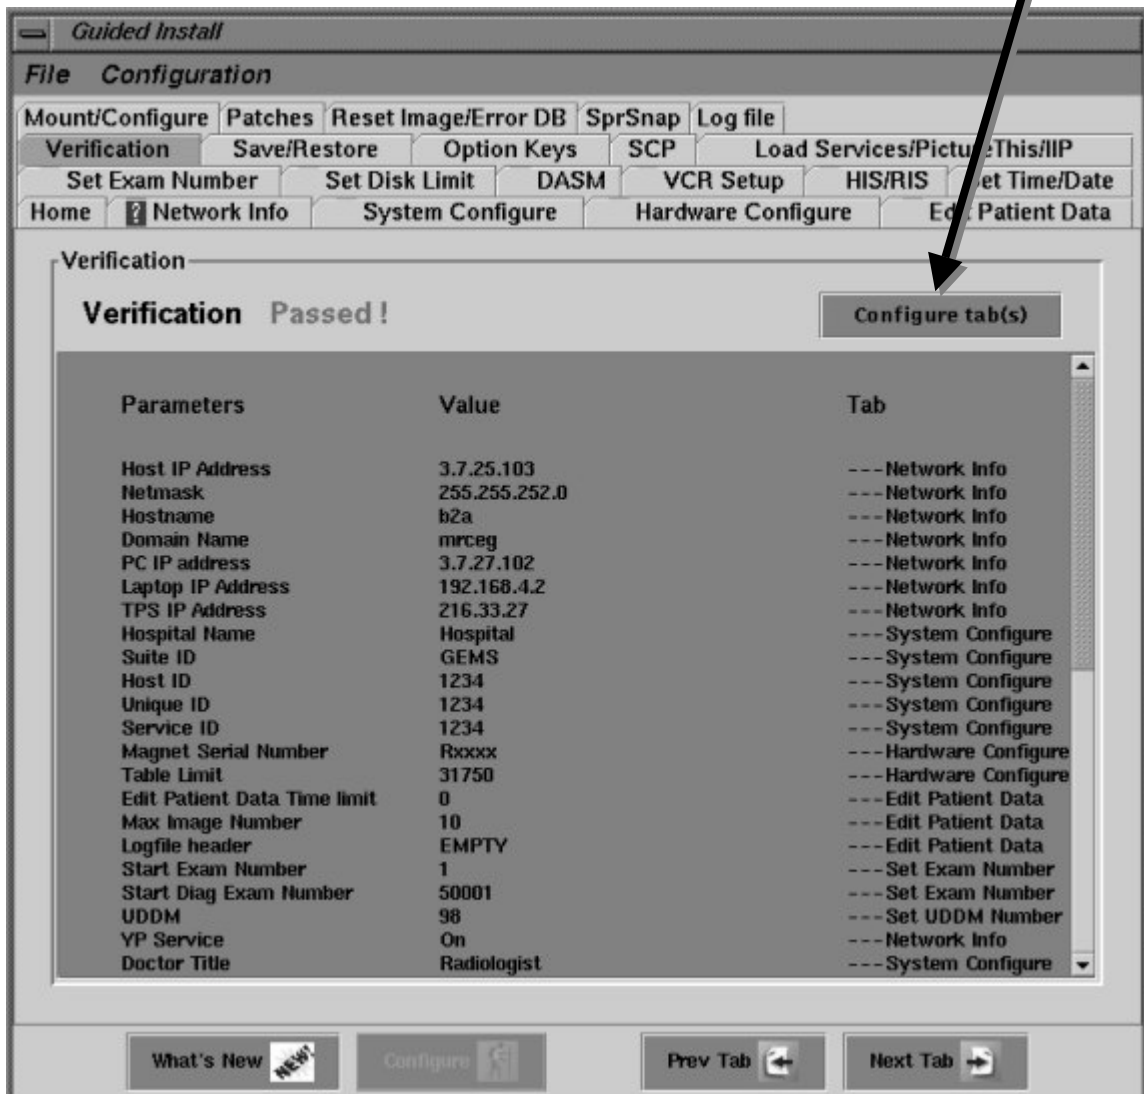 Guided Install
File Configuration
Mount/Configure Patches Reset Image/Error DB SprSnap Log file
Verification Save/Restore Option Keys SCP Load Services/PictureThis/IIP
Set Exam Number Set Disk Limit DASM VCR Setup HIS/RIS Set Time/Date
Home ? Network Info System Configure Hardware Configure Edit Patient Data
Verification
Verification Passed !
Configure tab(s)
Parameters Value Tab
Host IP Address 3.7.25.103 ---Network Info
Netmask 255.255.252.0 ---Network Info
Hostname b2a ---Network Info
Domain Name mrceg ---Network Info
PC IP address 3.7.27.102 ---Network Info
Laptop IP Address 192.168.4.2 ---Network Info
TPS IP Address 216.33.27 ---Network Info
Hospital Name Hospital ---System Configure
Suite ID GEMS ---System Configure
Host ID 1234 ---System Configure
Unique ID 1234 ---System Configure
Service ID 1234 ---System Configure
Magnet Serial Number Rxxxx ---Hardware Configure
Table Limit 31750 ---Hardware Configure
Edit Patient Data Time limit 0 ---Edit Patient Data
Max Image Number 10 ---Edit Patient Data
Logfile header EMPTY ---Edit Patient Data
Start Exam Number 1 ---Set Exam Number
Start Diag Exam Number 50001 ---Set Exam Number
UDDM 98 ---Set UDDM Number
YP Service On ---Network Info
Doctor Title Radiologist ---System Configure
What's New NEW! Configure Prev Tab Next Tab